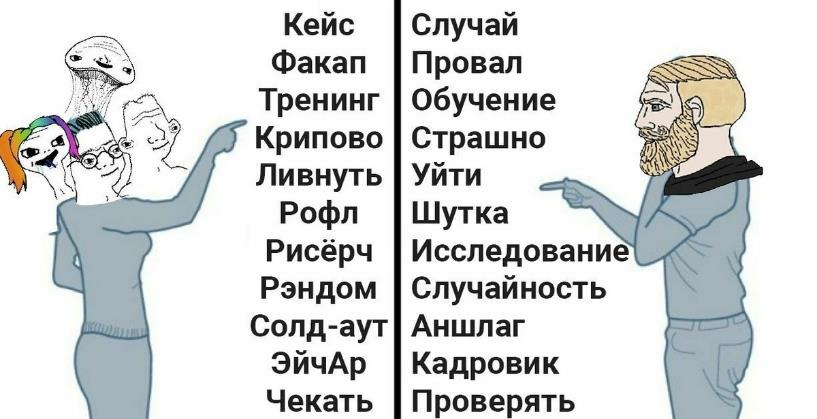 Кейс Случай
Факап Провал
Тренинг Обучение
Крипово Страшно
Ливнуть Уйти
Рофл Шутка
Рисёрч Исследование
Рэндом Случайность
Солд-аут Аншлаг
ЭйчАр Кадровик
Чекать Проверять